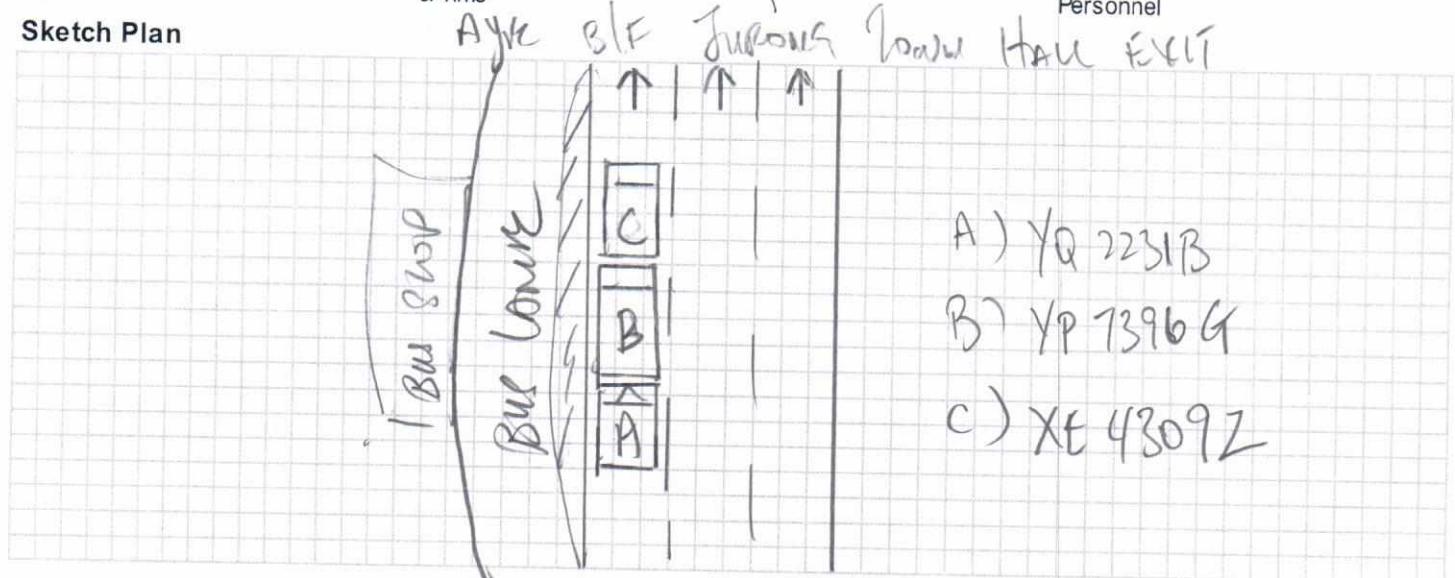 Personnel
Sketch Plan
AYE B/F Jurong Town Hall EXIT
Bus Stop
Bus Lane
C
B
A
A) YQ 2231B
B) YP 7396G
C) XE 4309Z